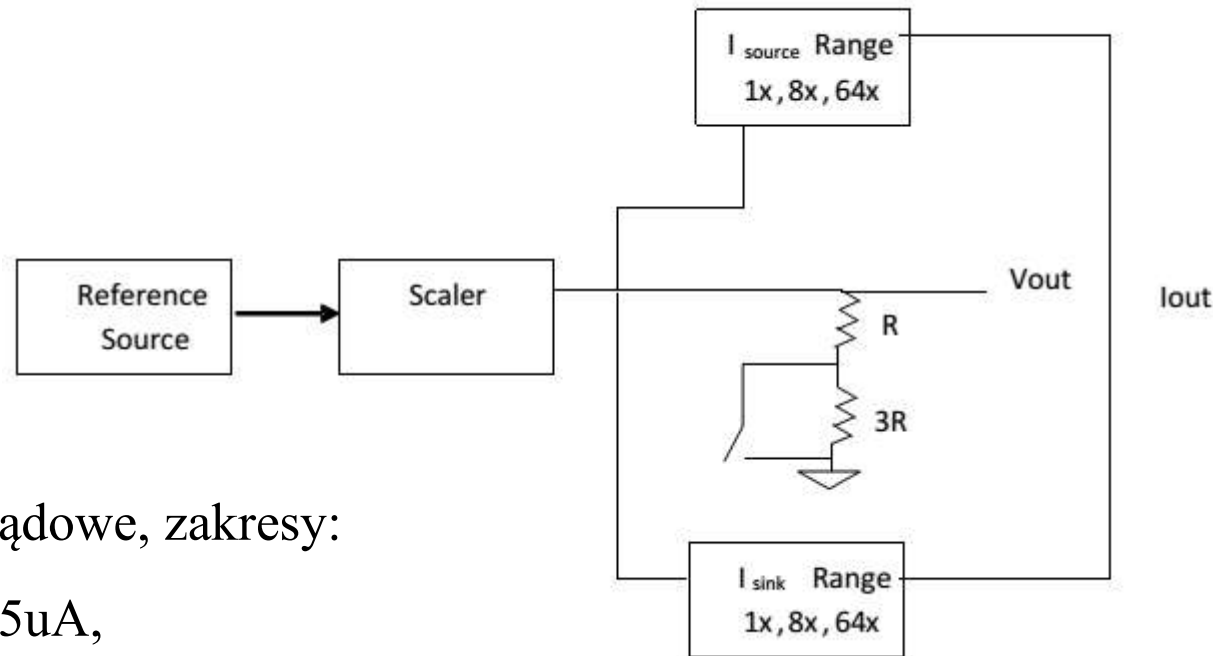 I source Range
1x, 8x, 64x
Reference
Source
Scaler
Vout
Iout
R
3R
ądowe, zakresy:
5uA,
I sink Range
1x, 8x, 64x